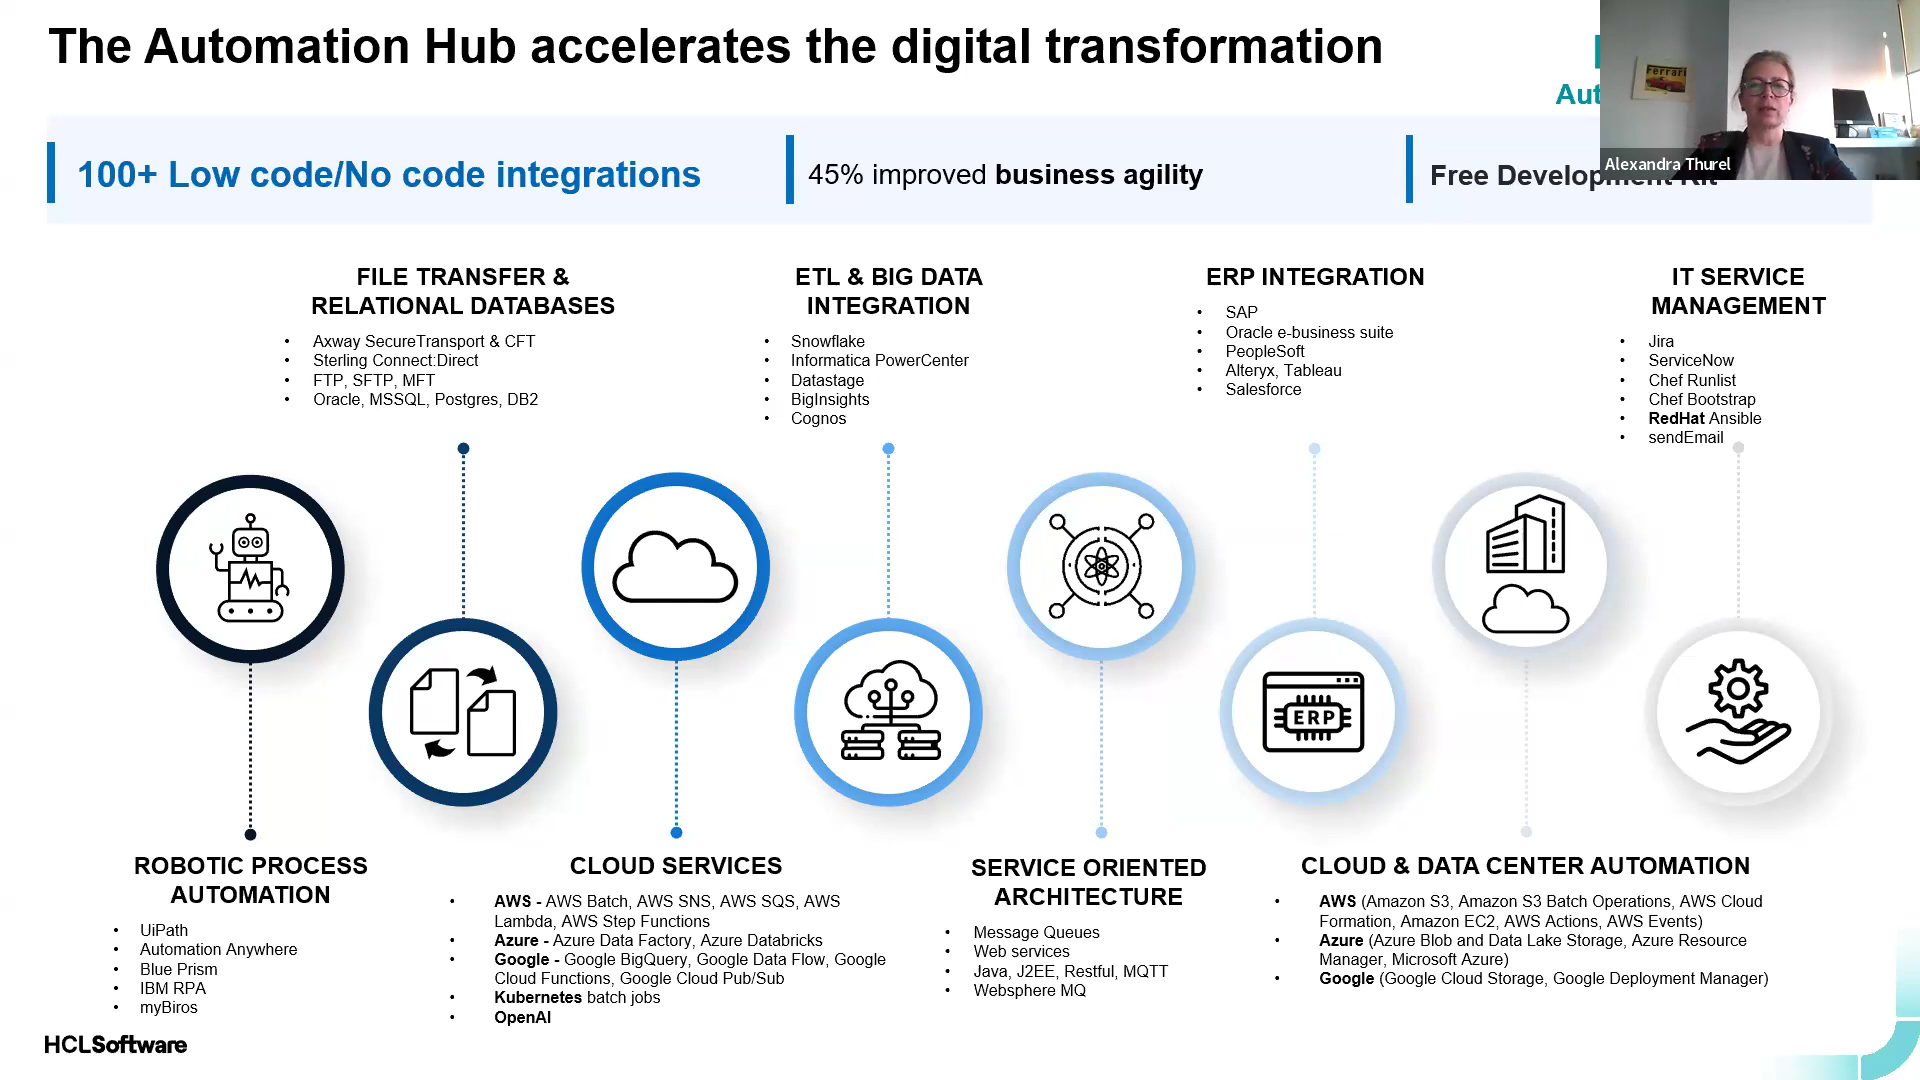 The Automation Hub accelerates the digital transformation
Aut
Ferrari
Alexandra Thurel
100+ Low code/No code integrations
45% improved business agility
Free Development Kit
FILE TRANSFER &
RELATIONAL DATABASES
• Axway SecureTransport & CFT
• Sterling Connect:Direct
• FTP, SFTP, MFT
• Oracle, MSSQL, Postgres, DB2
ETL & BIG DATA
INTEGRATION
• Snowflake
• Informatica PowerCenter
• Datastage
• BigInsights
• Cognos
ERP INTEGRATION
• SAP
• Oracle e-business suite
• PeopleSoft
• Alteryx, Tableau
• Salesforce
IT SERVICE
MANAGEMENT
• Jira
• ServiceNow
• Chef Runlist
• Chef Bootstrap
• RedHat Ansible
• sendEmail
ERP
ROBOTIC PROCESS
AUTOMATION
• UiPath
• Automation Anywhere
• Blue Prism
• IBM RPA
• myBiros
CLOUD SERVICES
• AWS - AWS Batch, AWS SNS, AWS SQS, AWS
Lambda, AWS Step Functions
• Azure - Azure Data Factory, Azure Databricks
• Google - Google BigQuery, Google Data Flow, Google
Cloud Functions, Google Cloud Pub/Sub
• Kubernetes batch jobs
• OpenAI
SERVICE ORIENTED
ARCHITECTURE
• Message Queues
• Web services
• Java, J2EE, Restful, MQTT
• Websphere MQ
CLOUD & DATA CENTER AUTOMATION
• AWS (Amazon S3, Amazon S3 Batch Operations, AWS Cloud
Formation, Amazon EC2, AWS Actions, AWS Events)
• Azure (Azure Blob and Data Lake Storage, Azure Resource
Manager, Microsoft Azure)
• Google (Google Cloud Storage, Google Deployment Manager)
HCLSoftware